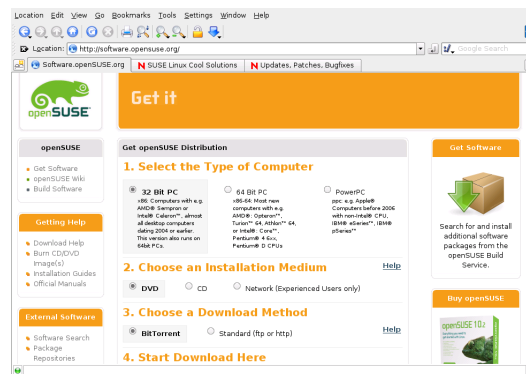 Location Edit View Go Bookmarks Tools Settings Window Help
Location: http://software.opensuse.org/
Google Search
Software.openSUSE.org
SUSE Linux Cool Solutions
Updates, Patches, Bugfixes
openSUSE
Get it
openSUSE
Get Software
openSUSE Wiki
Build Software
Getting Help
Download Help
Burn CD/DVD Image(s)
Installation Guides
Official Manuals
External Software
Software Search
Package Repositories
Get openSUSE Distribution
1. Select the Type of Computer
32 Bit PC
x86: Computers with e.g.
AMD® Sempron or
Intel® Celeron™, almost
all desktop computers
dating 2004 or earlier.
This version also runs on
64bit PCs.
64 Bit PC
x86-64: Most new
computers with e.g.
AMD®: Opteron™,
Turion™ 64, Athlon™ 64,
or Intel®: Core™,
Pentium® 4 6xx,
Pentium® D CPUs
PowerPC
ppc: e.g. Apple®
Computers before 2006
with non-Intel® CPU,
IBM® eSeries™, IBM®
pSeries™
2. Choose an Installation Medium
Help
DVD
CD
Network (Experienced Users only)
3. Choose a Download Method
BitTorrent
Standard (ftp or http)
Help
4. Start Download Here
Get Software
Search for and install
additional software
packages from the
openSUSE Build
Service.
Buy openSUSE
openSUSE 10.2